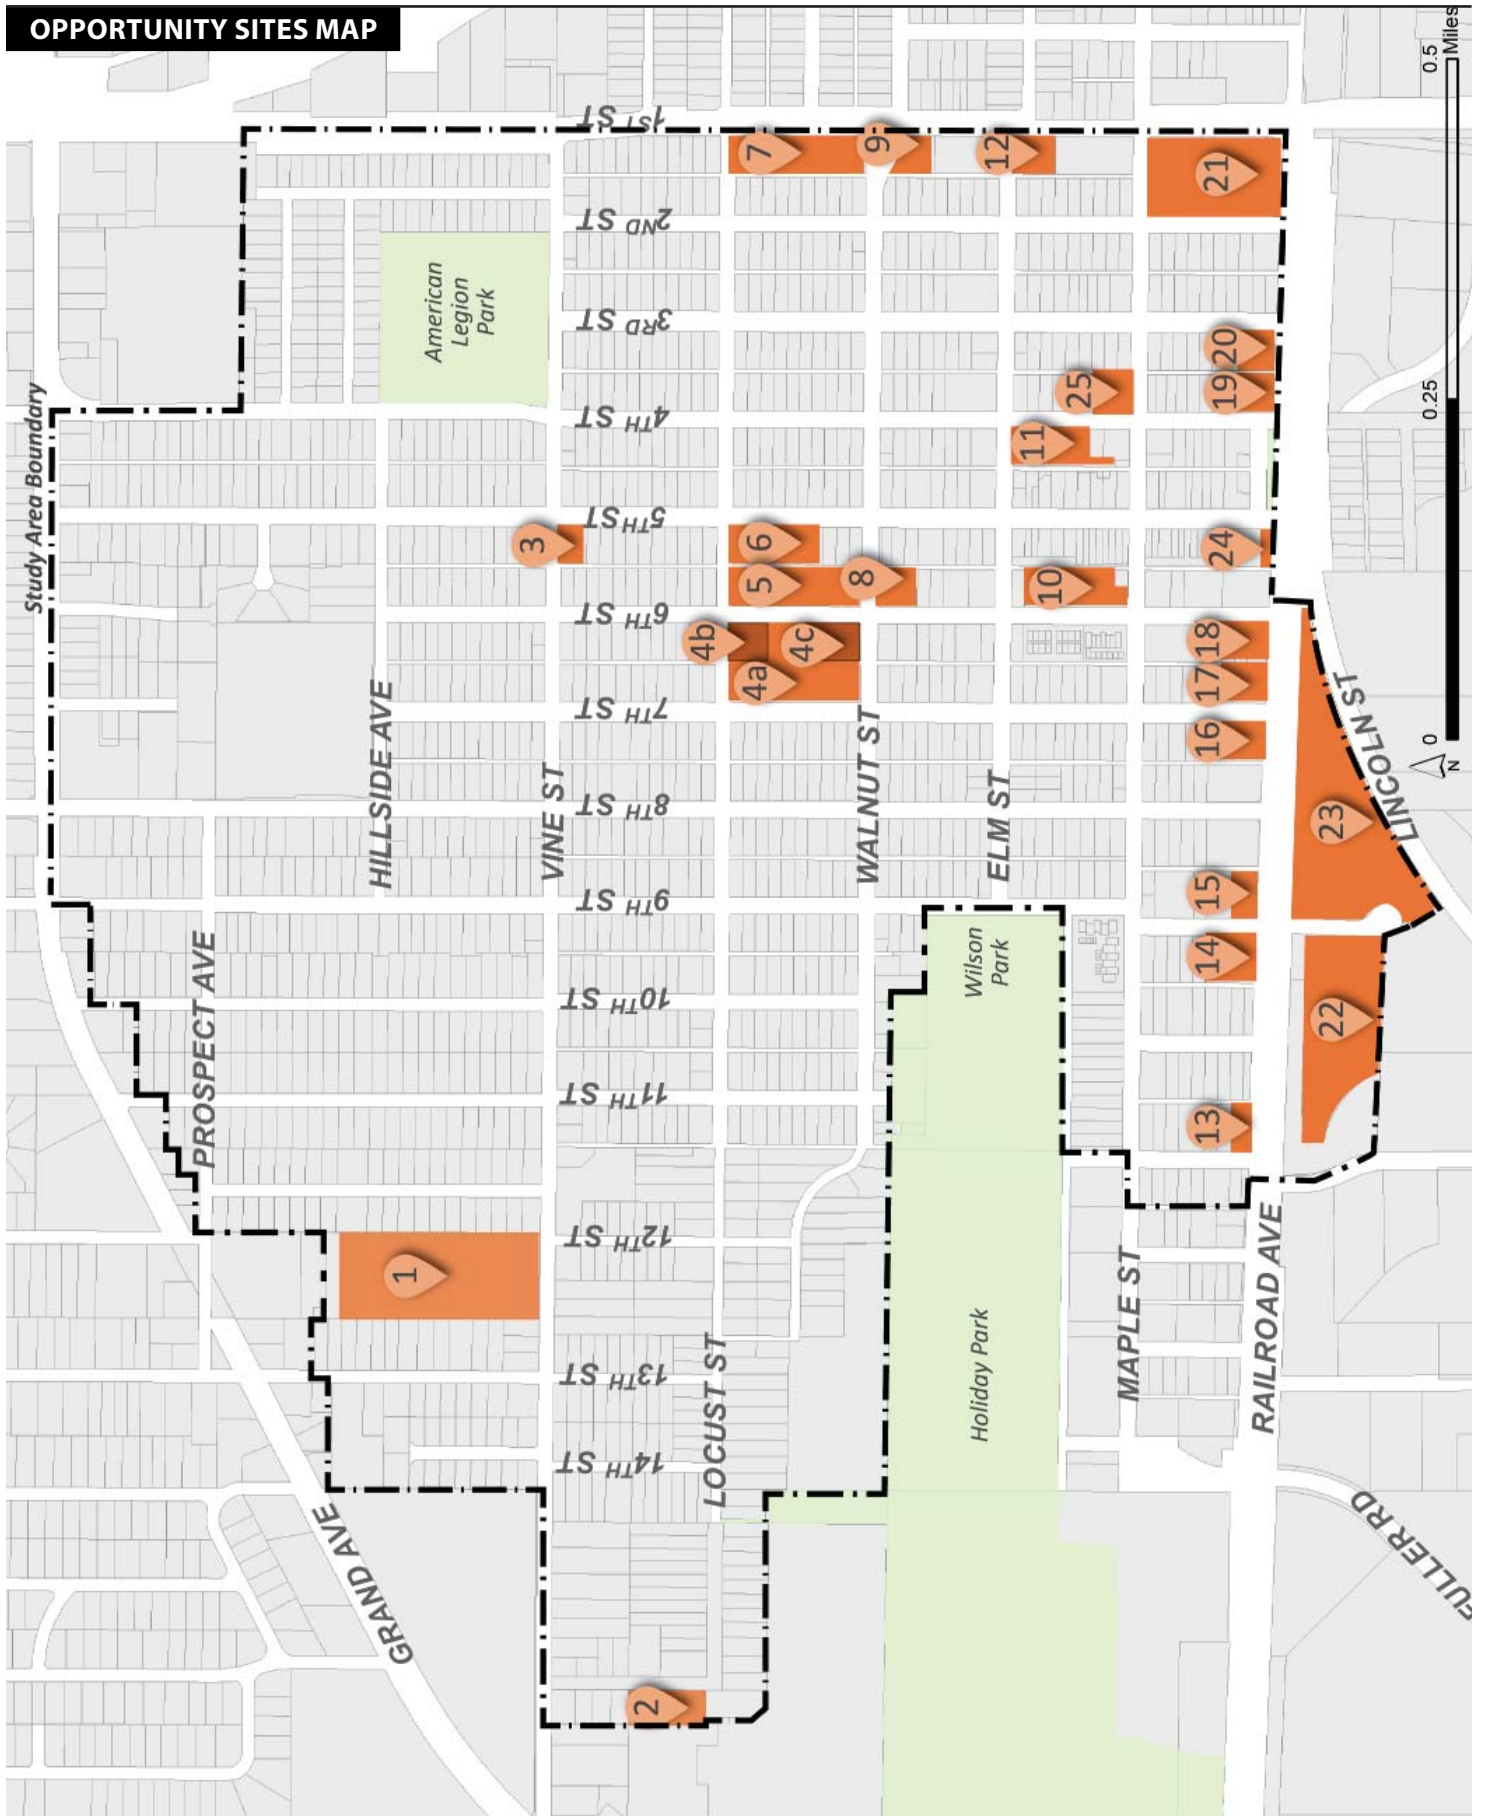 OPPORTUNITY SITES MAP
Study Area Boundary
0.5
Miles
0.25
0
N
1ST ST
2ND ST
3RD ST
4TH ST
5TH ST
6TH ST
7TH ST
8TH ST
9TH ST
10TH ST
11TH ST
12TH ST
13TH ST
14TH ST
American
Legion
Park
HILLSIDE AVE
VINE ST
WALNUT ST
ELM ST
LINCOLN ST
PROSPECT AVE
Wilson
Park
Holiday Park
GRAND AVE
LOCUST ST
MAPLE ST
RAILROAD AVE
FULLER RD
1
2
3
4a
4b
4c
5
6
7
8
9
10
11
12
13
14
15
16
17
18
19
20
21
22
23
24
25